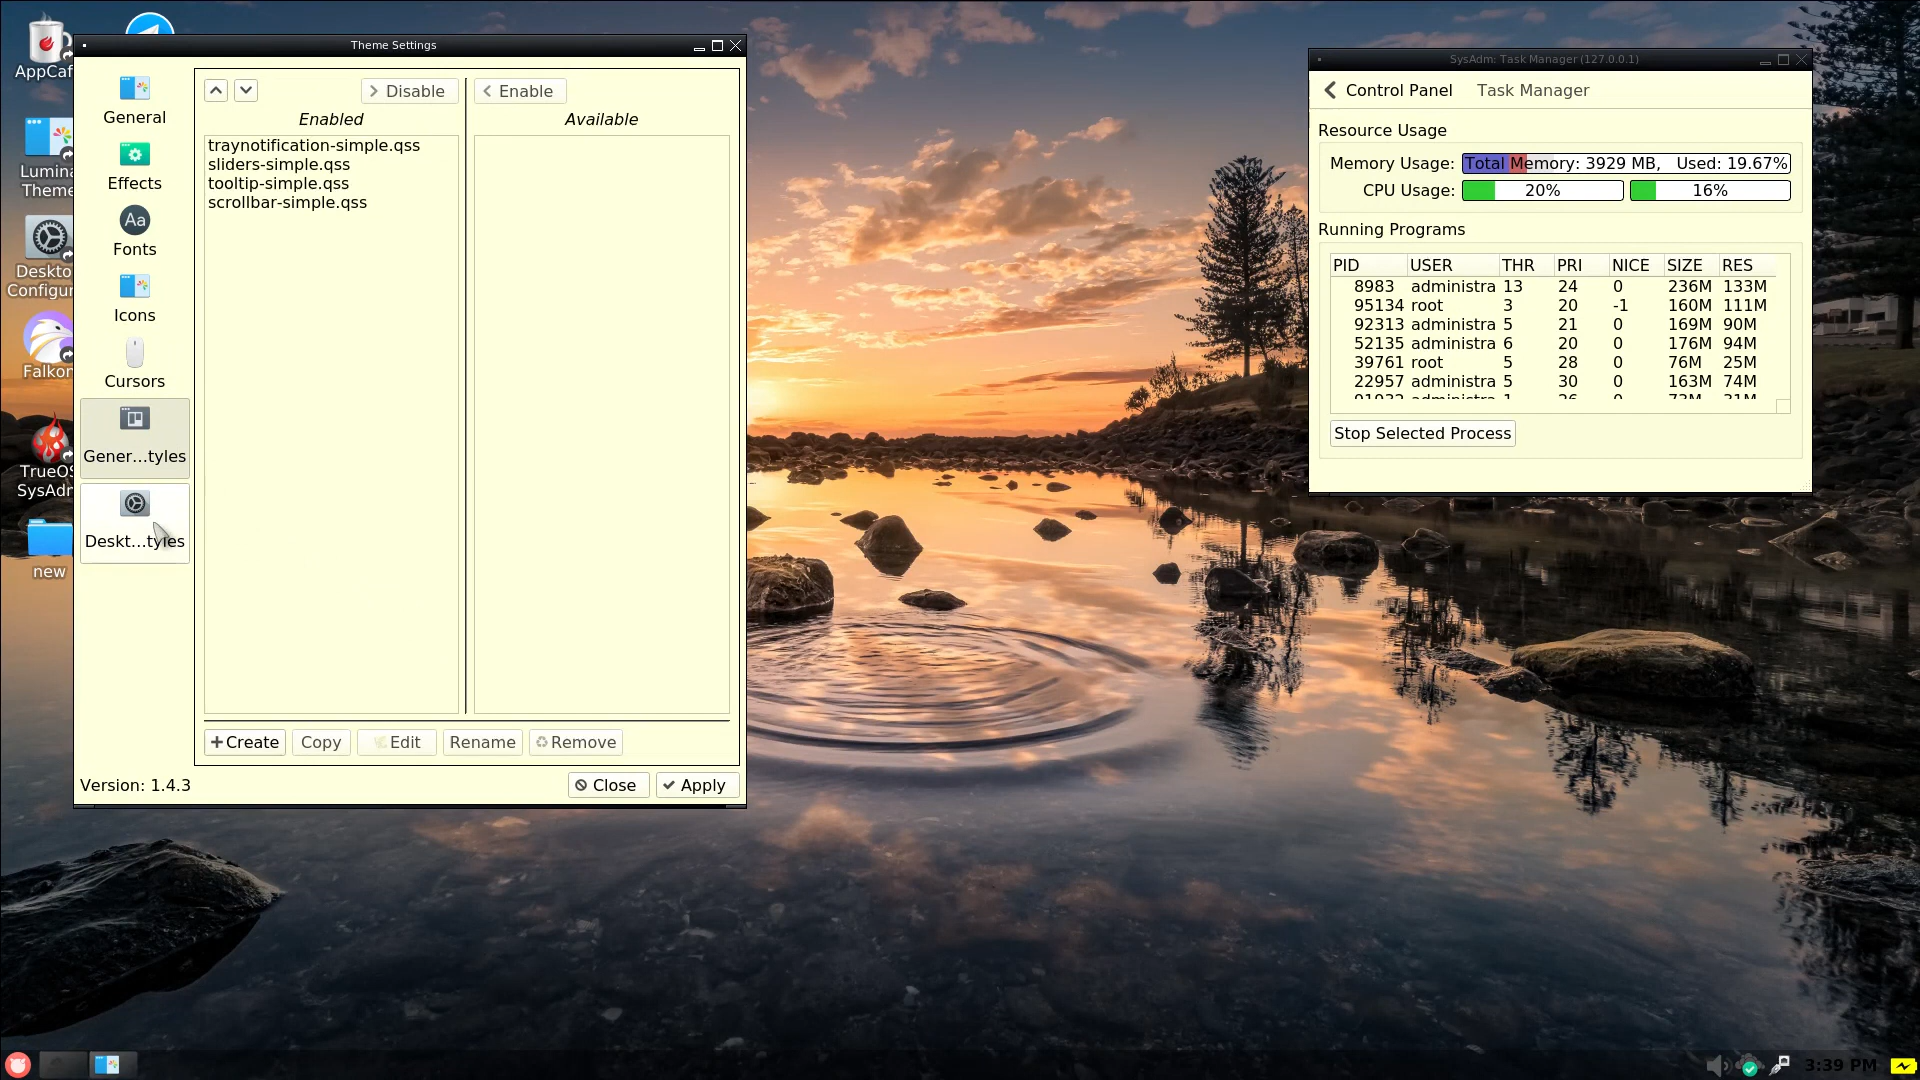 AppCaf
Lumina
Theme
Deskto
Configur
Falkon
TrueOS
SysAdm
new
Theme Settings
General
Effects
Aa
Fonts
Icons
Cursors
Gener...tyles
Deskt...tyles
Disable
Enable
Enabled
Available
traynotification-simple.qss
sliders-simple.qss
tooltip-simple.qss
scrollbar-simple.qss
Create
Copy
Edit
Rename
Remove
Version: 1.4.3
Close
Apply
SysAdm: Task Manager (127.0.0.1)
Control Panel Task Manager
Resource Usage
Memory Usage: Total Memory: 3929 MB, Used: 19.67%
CPU Usage: 20% 16%
Running Programs
PID USER THR PRI NICE SIZE RES
8983 administra 13 24 0 236M 133M
95134 root 3 20 -1 160M 111M
92313 administra 5 21 0 169M 90M
52135 administra 6 20 0 176M 94M
39761 root 5 28 0 76M 25M
22957 administra 5 30 0 163M 74M
Stop Selected Process
3:39 PM